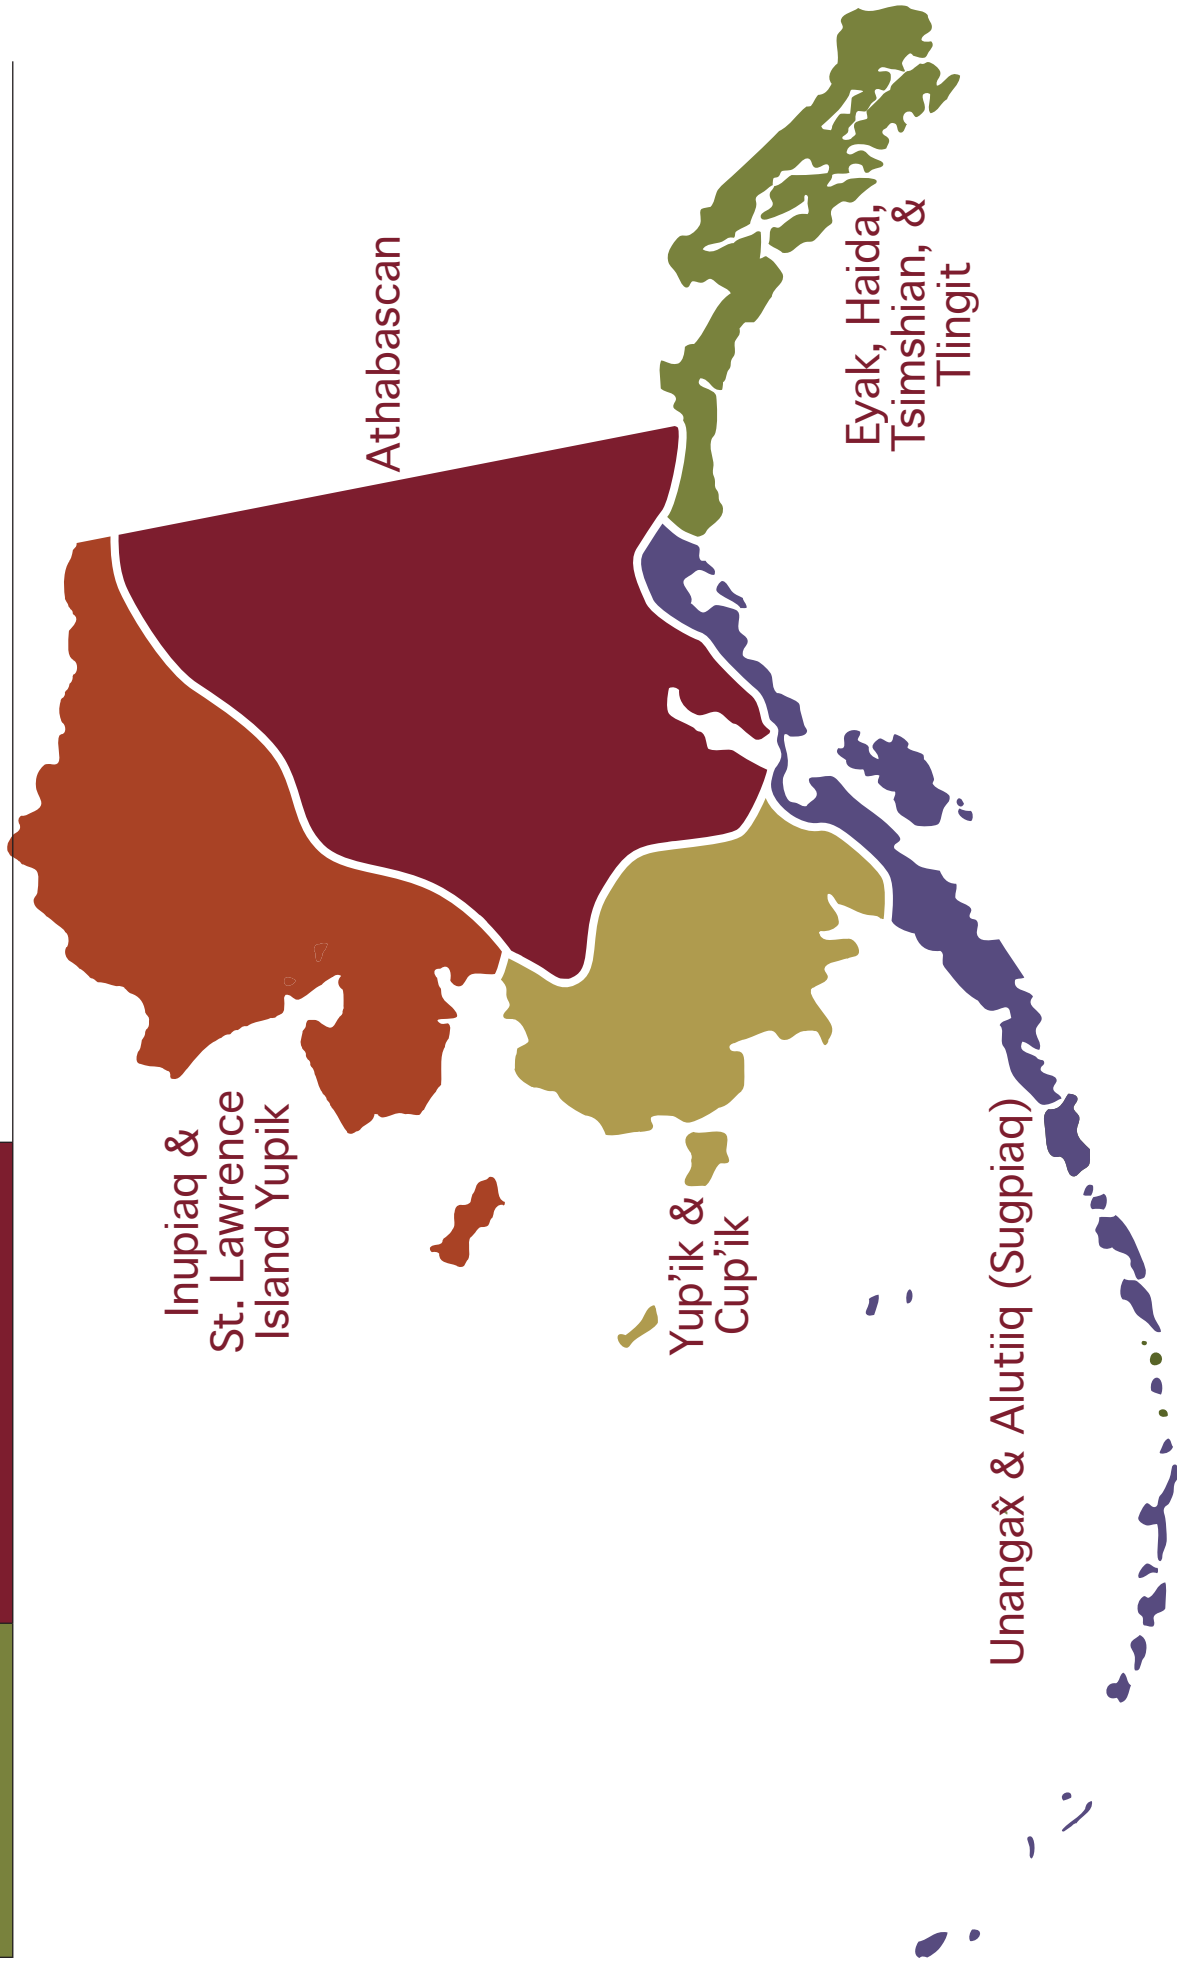 Inupiaq &
St. Lawrence
Island Yupik
Athabascan
Yup’ik &
Cup’ik
Eyak, Haida,
Tsimshian, &
Tlingit
Unangax̂ & Alutiiq (Sugpiaq)